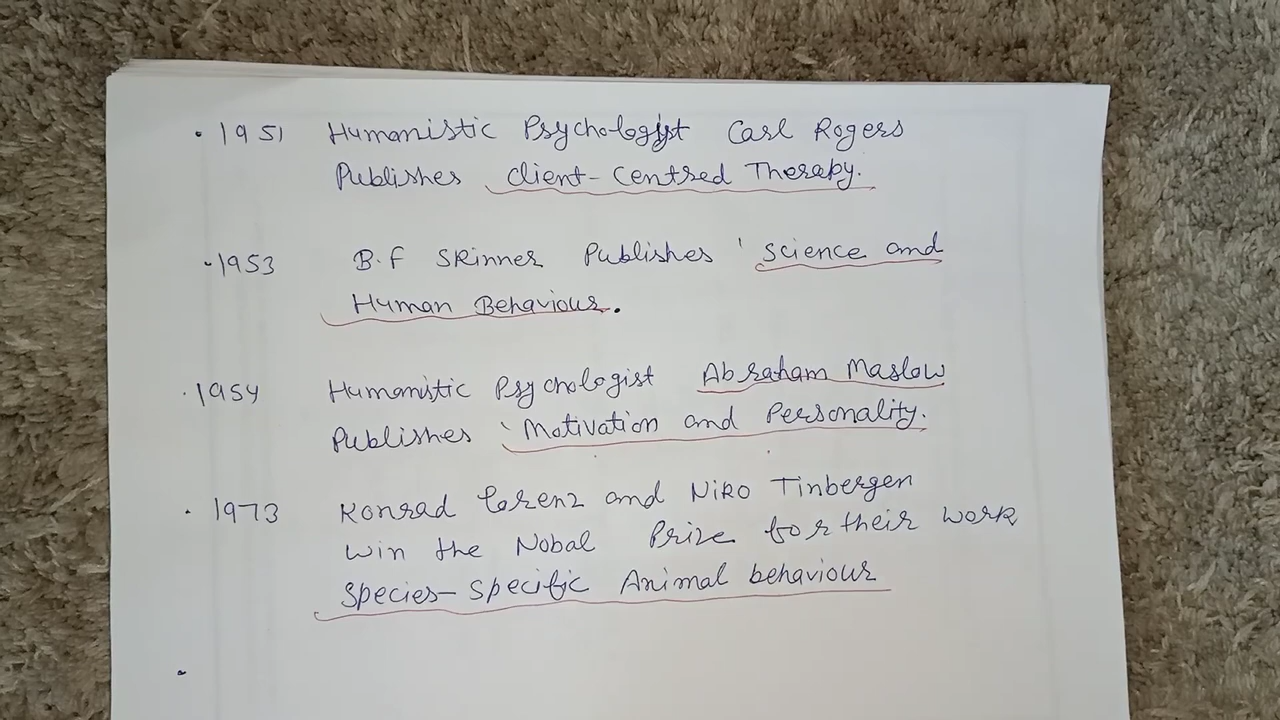 · 1951 Humanistic Psychologist Carl Rogers
Publishes Client-Centred Therapy.
· 1953 B.F Skinner Publishes ' Science and
Human Behaviour.
· 1954 Humanistic Psychologist Abraham Maslow
Publishes ' Motivation and Personality.
· 1973 Konrad Lorenz and Niko Tinbergen
win the Nobal Prize for their work
Species-Specific Animal behaviour